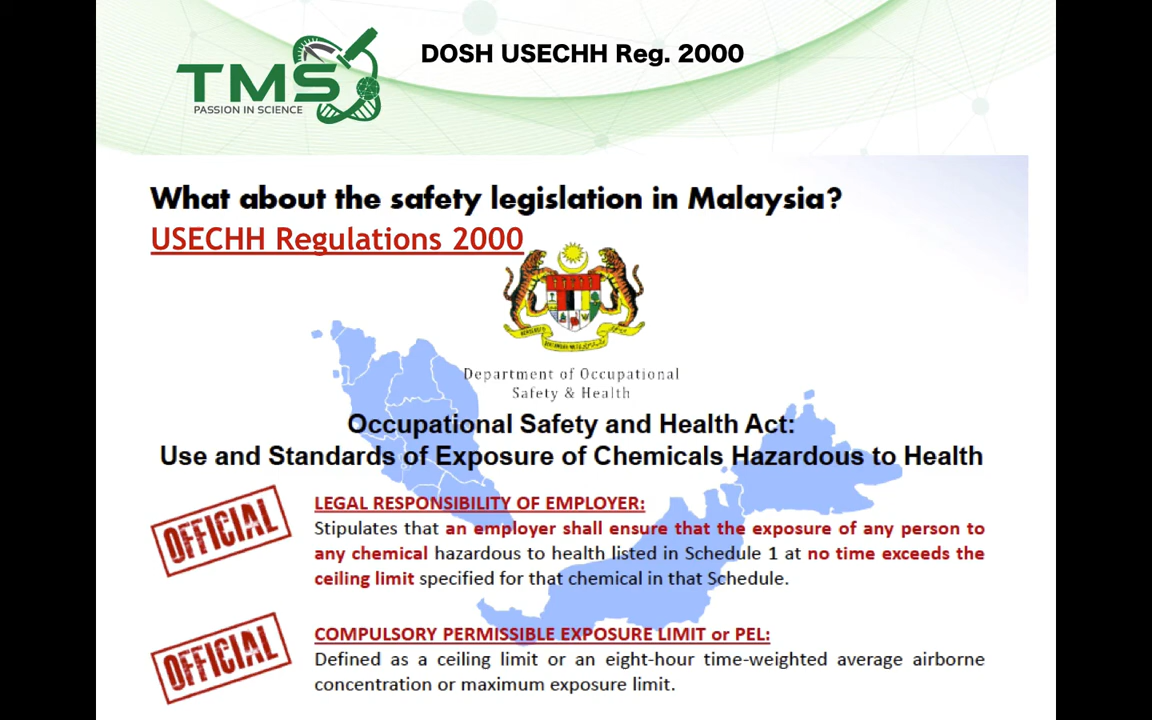 TMS
PASSION IN SCIENCE
DOSH USECHH Reg. 2000
What about the safety legislation in Malaysia?
USECHH Regulations 2000
Department of Occupational
Safety & Health
Occupational Safety and Health Act:
Use and Standards of Exposure of Chemicals Hazardous to Health
OFFICIAL
LEGAL RESPONSIBILITY OF EMPLOYER:
Stipulates that an employer shall ensure that the exposure of any person to
any chemical hazardous to health listed in Schedule 1 at no time exceeds the
ceiling limit specified for that chemical in that Schedule.
OFFICIAL
COMPULSORY PERMISSIBLE EXPOSURE LIMIT or PEL:
Defined as a ceiling limit or an eight-hour time-weighted average airborne
concentration or maximum exposure limit.